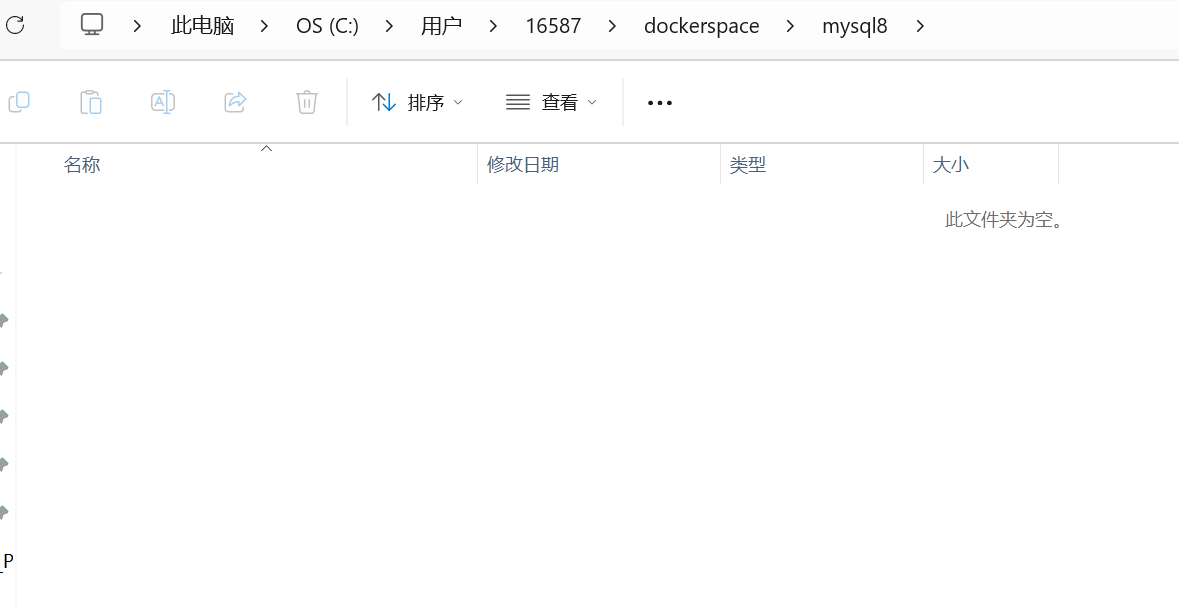 此电脑 OS (C:) 用户 16587 dockerspace mysql8
排序 查看
名称 修改日期 类型 大小
此文件夹为空。
_P